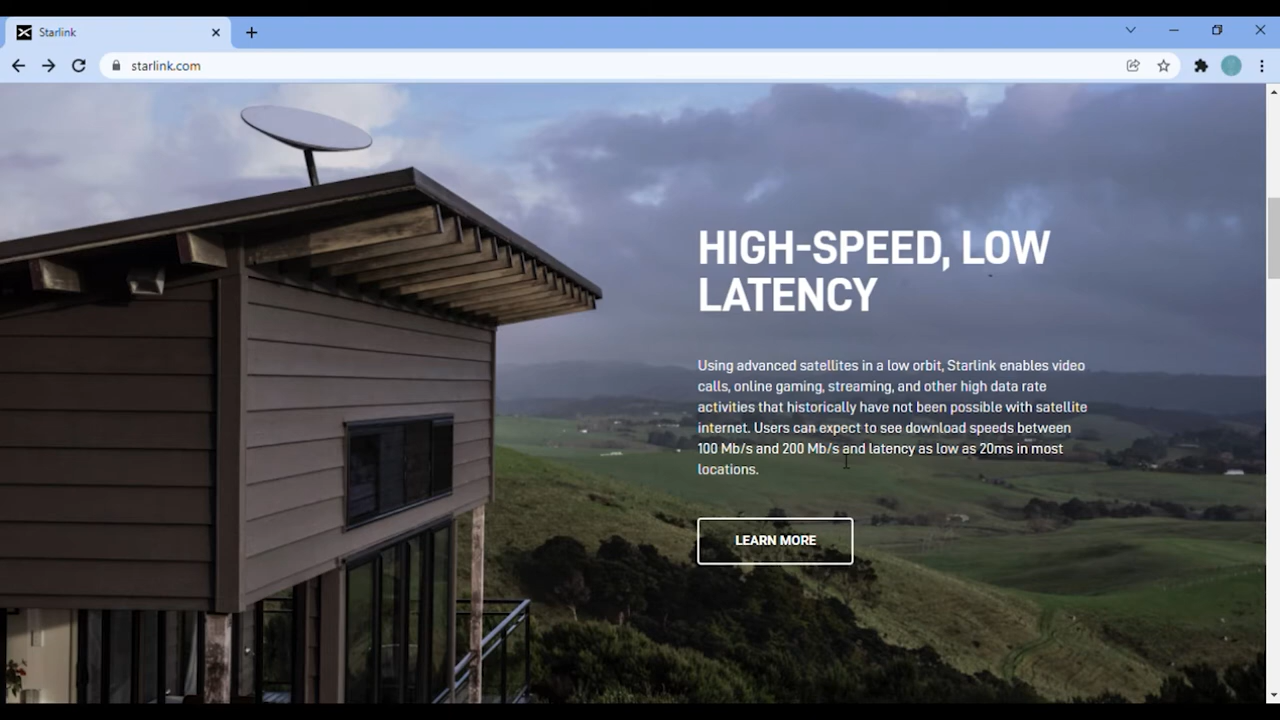 Starlink
starlink.com
HIGH-SPEED, LOW
LATENCY
Using advanced satellites in a low orbit, Starlink enables video
calls, online gaming, streaming, and other high data rate
activities that historically have not been possible with satellite
internet. Users can expect to see download speeds between
100 Mb/s and 200 Mb/s and latency as low as 20ms in most
locations.
LEARN MORE